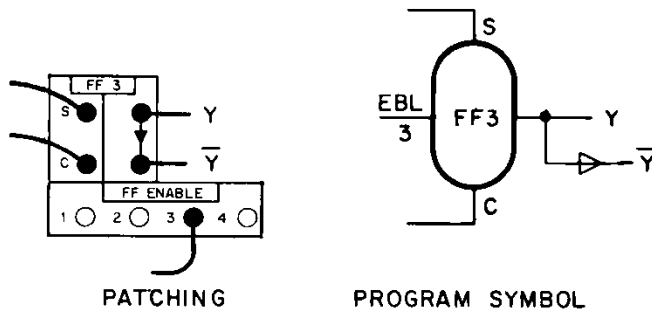 FF 3
S
Y
C
Y̅
FF ENABLE
1 2 3 4
PATCHING
S
EBL
3
FF3
Y
Y̅
C
PROGRAM SYMBOL